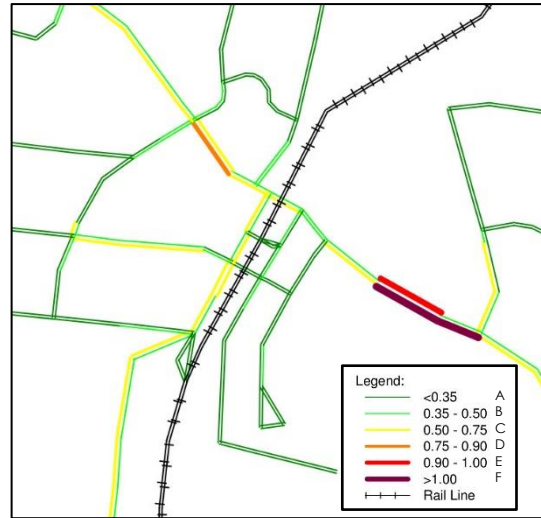 Legend:
<0.35 A
0.35 - 0.50 B
0.50 - 0.75 C
0.75 - 0.90 D
0.90 - 1.00 E
>1.00 F
Rail Line